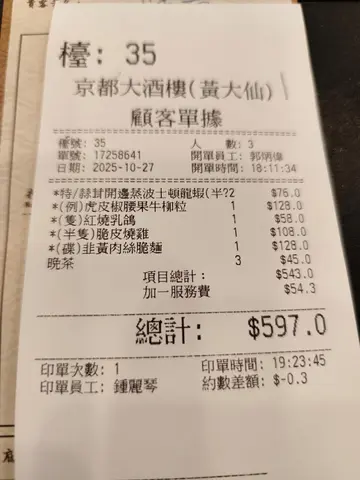 檯: 35
京都大酒樓(黃大仙)
顧客單據
檯號: 35 人 數: 3
單號: 17258641 開單員工: 郭炳偉
日期: 2025-10-27 開單時間: 18:11:34
*特/蒜茸開邊蒸波士頓龍蝦(半?2 $76.0
*(例)虎皮椒腰果牛柳粒 1 $128.0
*(隻)紅燒乳鴿 1 $58.0
*(半隻)脆皮燒雞 1 $108.0
*(碟)韭黃肉絲脆麵 1 $128.0
晚茶 3 $45.0
項目總計: $543.0
加一服務費 $54.3
總計: $597.0
印單次數: 1 印單時間: 19:23:45
印單員工: 鍾麗琴 約數差額: $-0.3